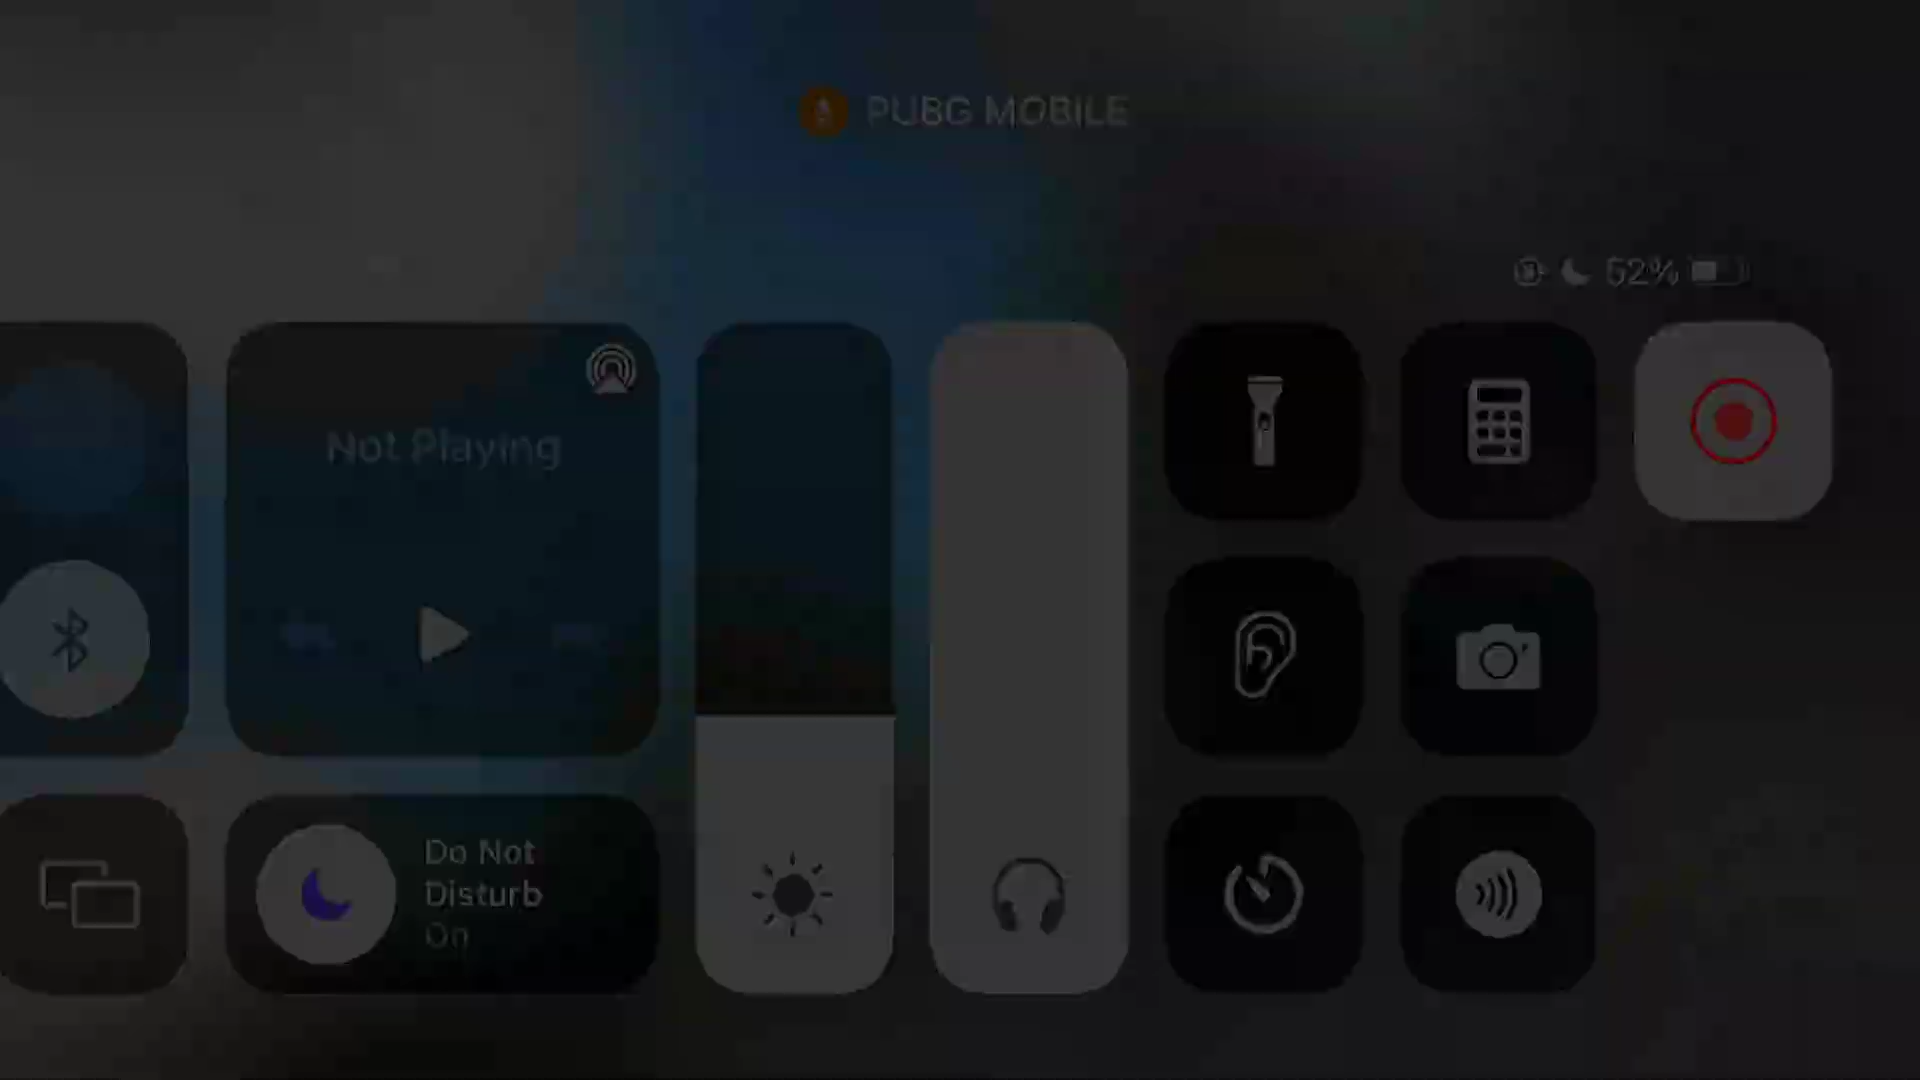 PUBG MOBILE
52%
Not Playing
Do Not
Disturb
On